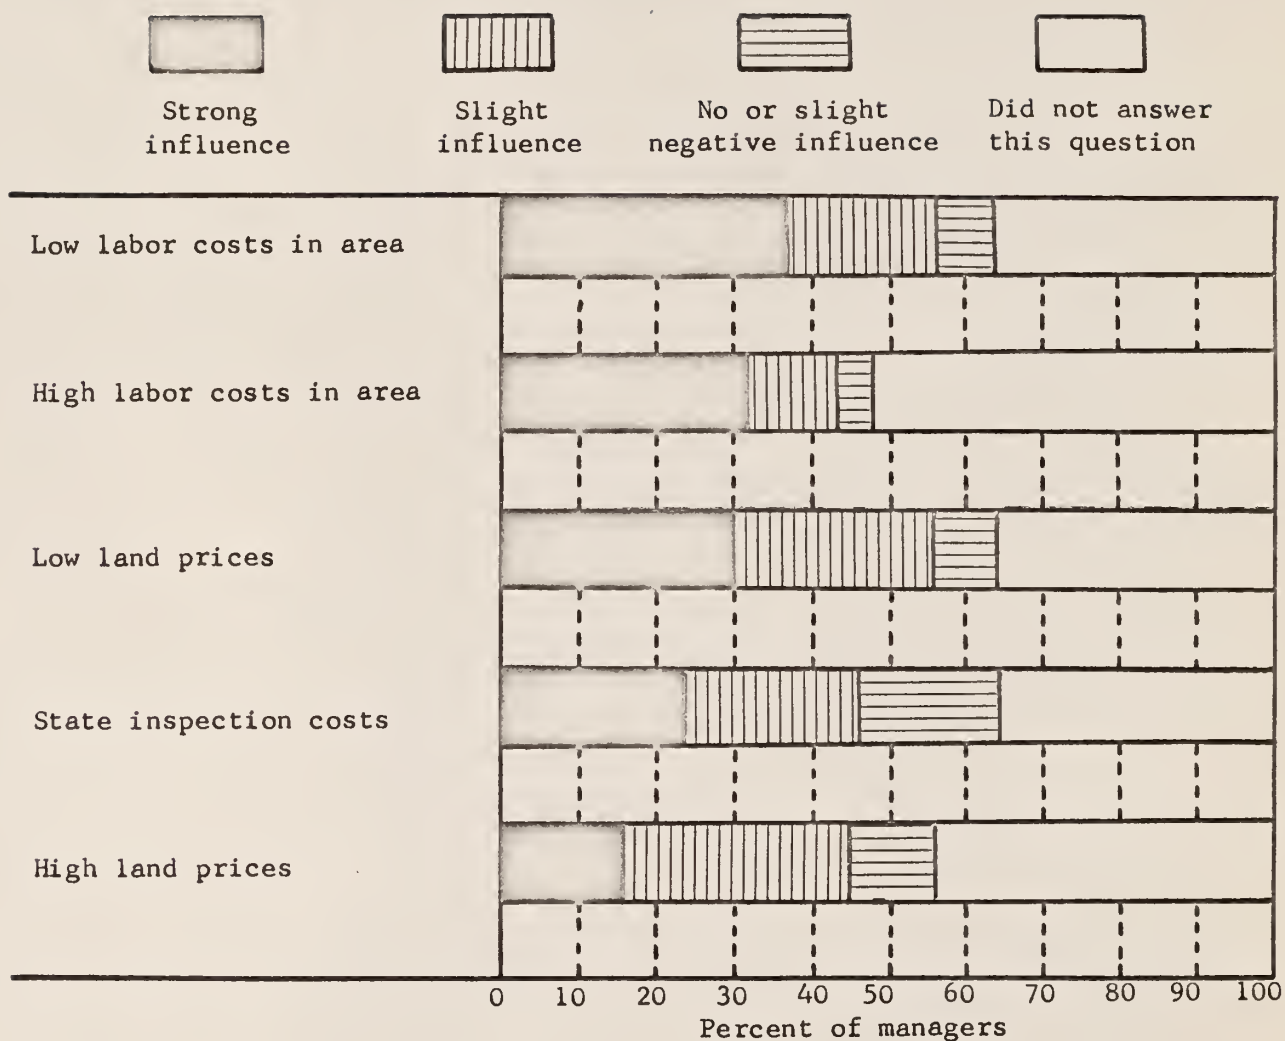 Strong influence
Slight influence
No or slight negative influence
Did not answer this question
Low labor costs in area
High labor costs in area
Low land prices
State inspection costs
High land prices
0 10 20 30 40 50 60 70 80 90 100
Percent of managers